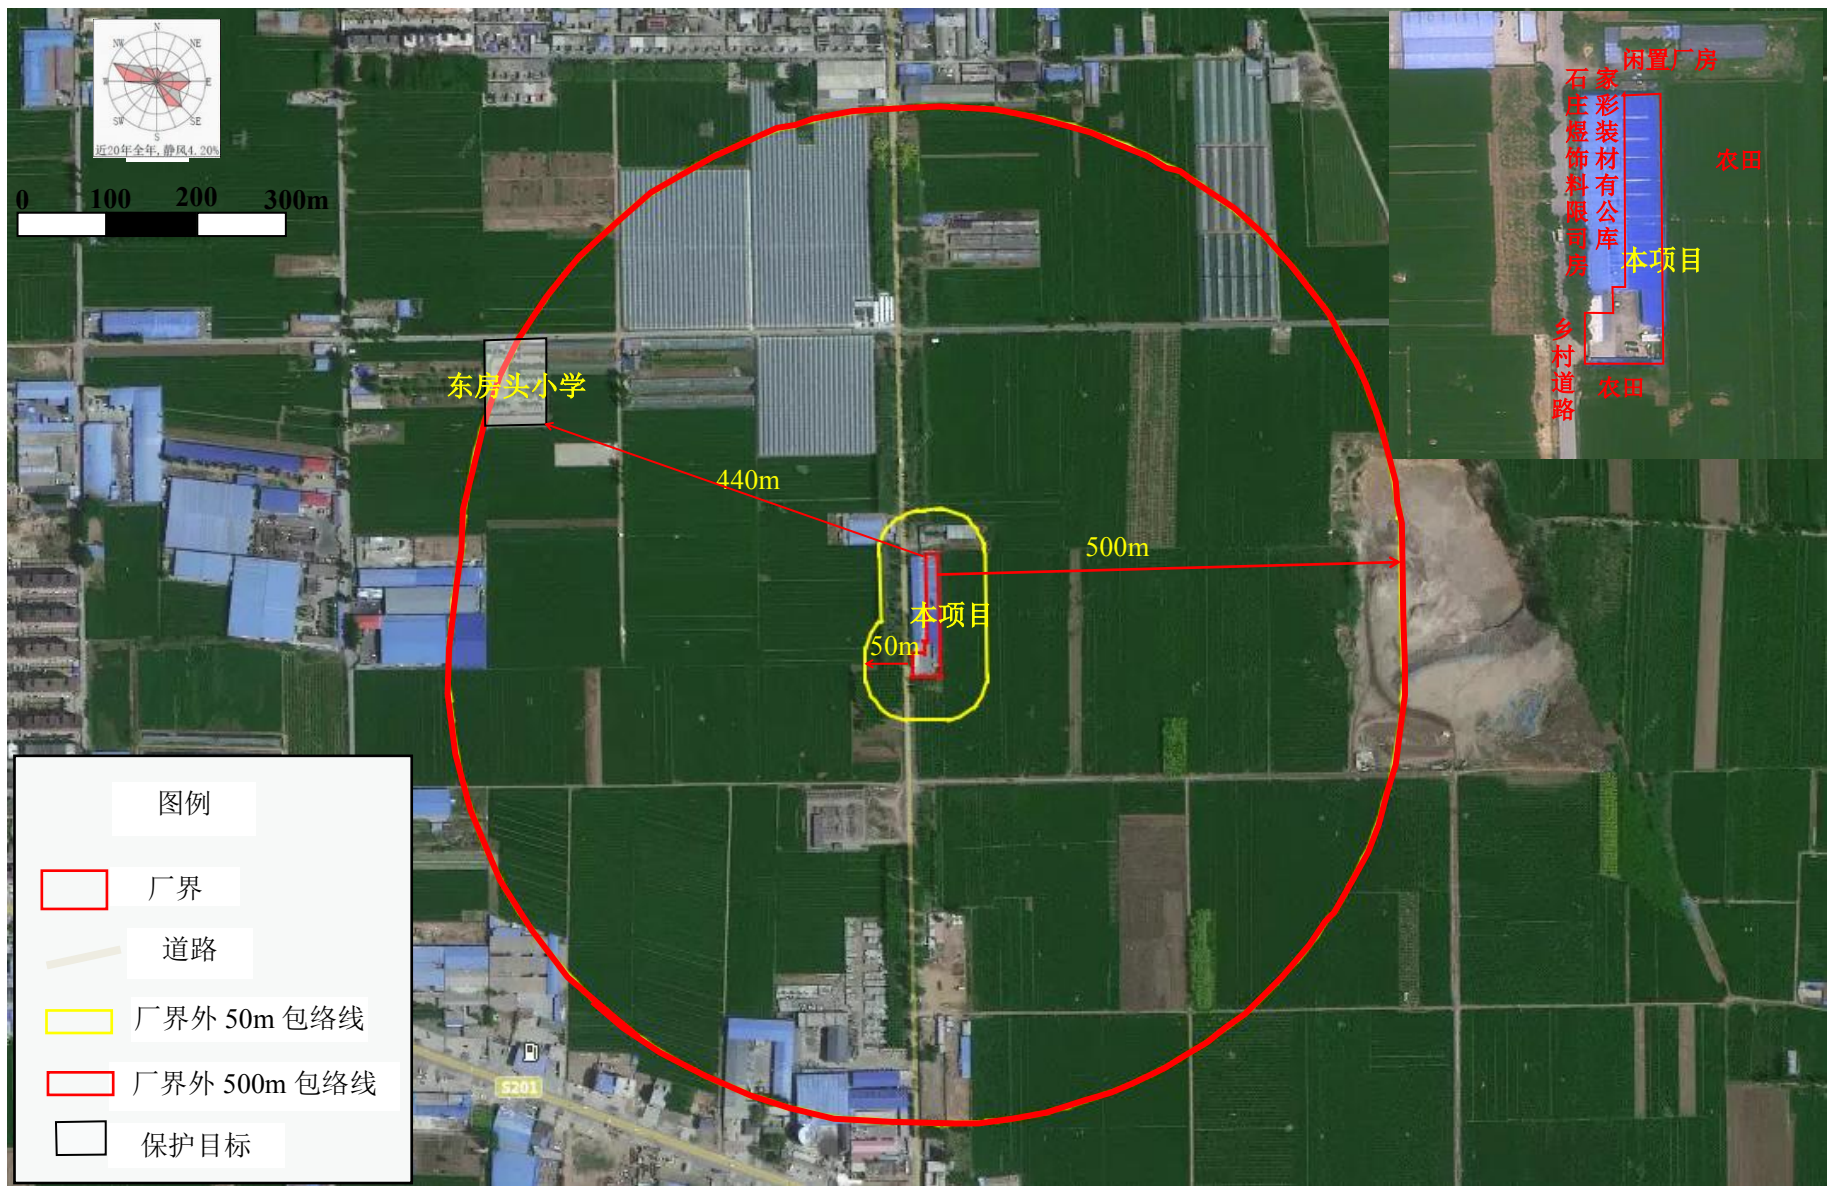 N
NW
NE
W
E
SW
SE
S
近20年全年,静风4.20%
0 100 200 300m
闲置厂房
石家
庄彩
煜装
饰材
料有
限公
司库
房
农田
本项目
乡村道路
农田
东房头小学
440m
500m
本项目
50m
S201
图例
厂界
道路
厂界外 50m 包络线
厂界外 500m 包络线
保护目标